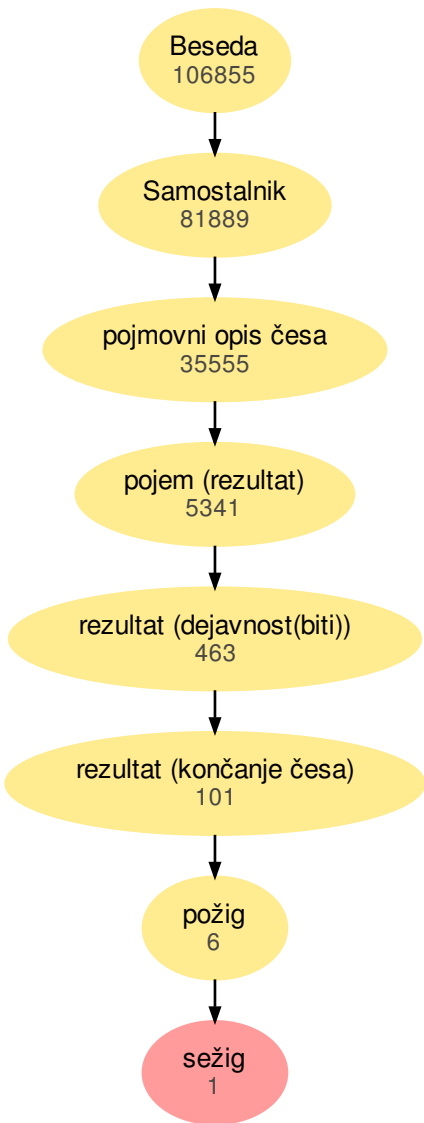 Beseda
106855
Samostalnik
81889
pojmovni opis česa
35555
pojem (rezultat)
5341
rezultat (dejavnost(biti))
463
rezultat (končanje česa)
101
požig
6
sežig
1